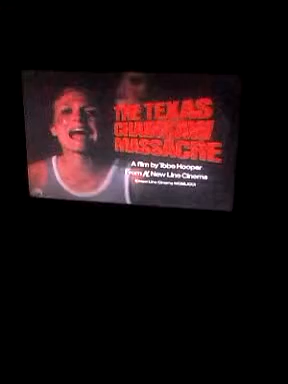 THE TEXAS
CHAINSAW
MASSACRE
A film by Tobe Hooper
From New Line Cinema